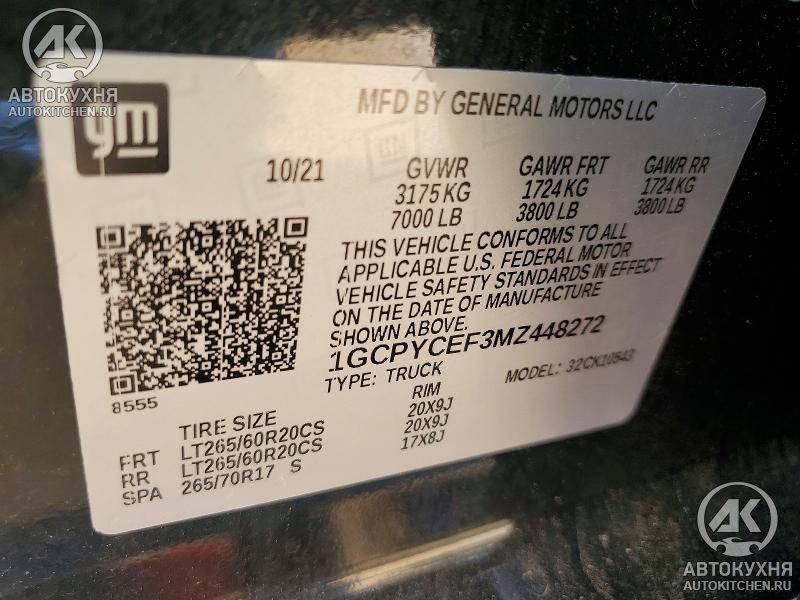 АК
АВТОКУХНЯ
AUTOKITCHEN.RU
gm
MFD BY GENERAL MOTORS LLC
10/21 GVWR GAWR FRT GAWR RR
3175 KG 1724 KG 1724 KG
7000 LB 3800 LB 3800 LB
THIS VEHICLE CONFORMS TO ALL
APPLICABLE U.S. FEDERAL MOTOR
VEHICLE SAFETY STANDARDS IN EFFECT
ON THE DATE OF MANUFACTURE
SHOWN ABOVE.
1GCPYCEF3MZ448272
TYPE: TRUCK MODEL: 32CK10543
8555
TIRE SIZE RIM
FRT LT265/60R20CS 20X9J
RR LT265/60R20CS 20X9J
SPA 265/70R17 S 17X8J
АК
АВТОКУХНЯ
AUTOKITCHEN.RU